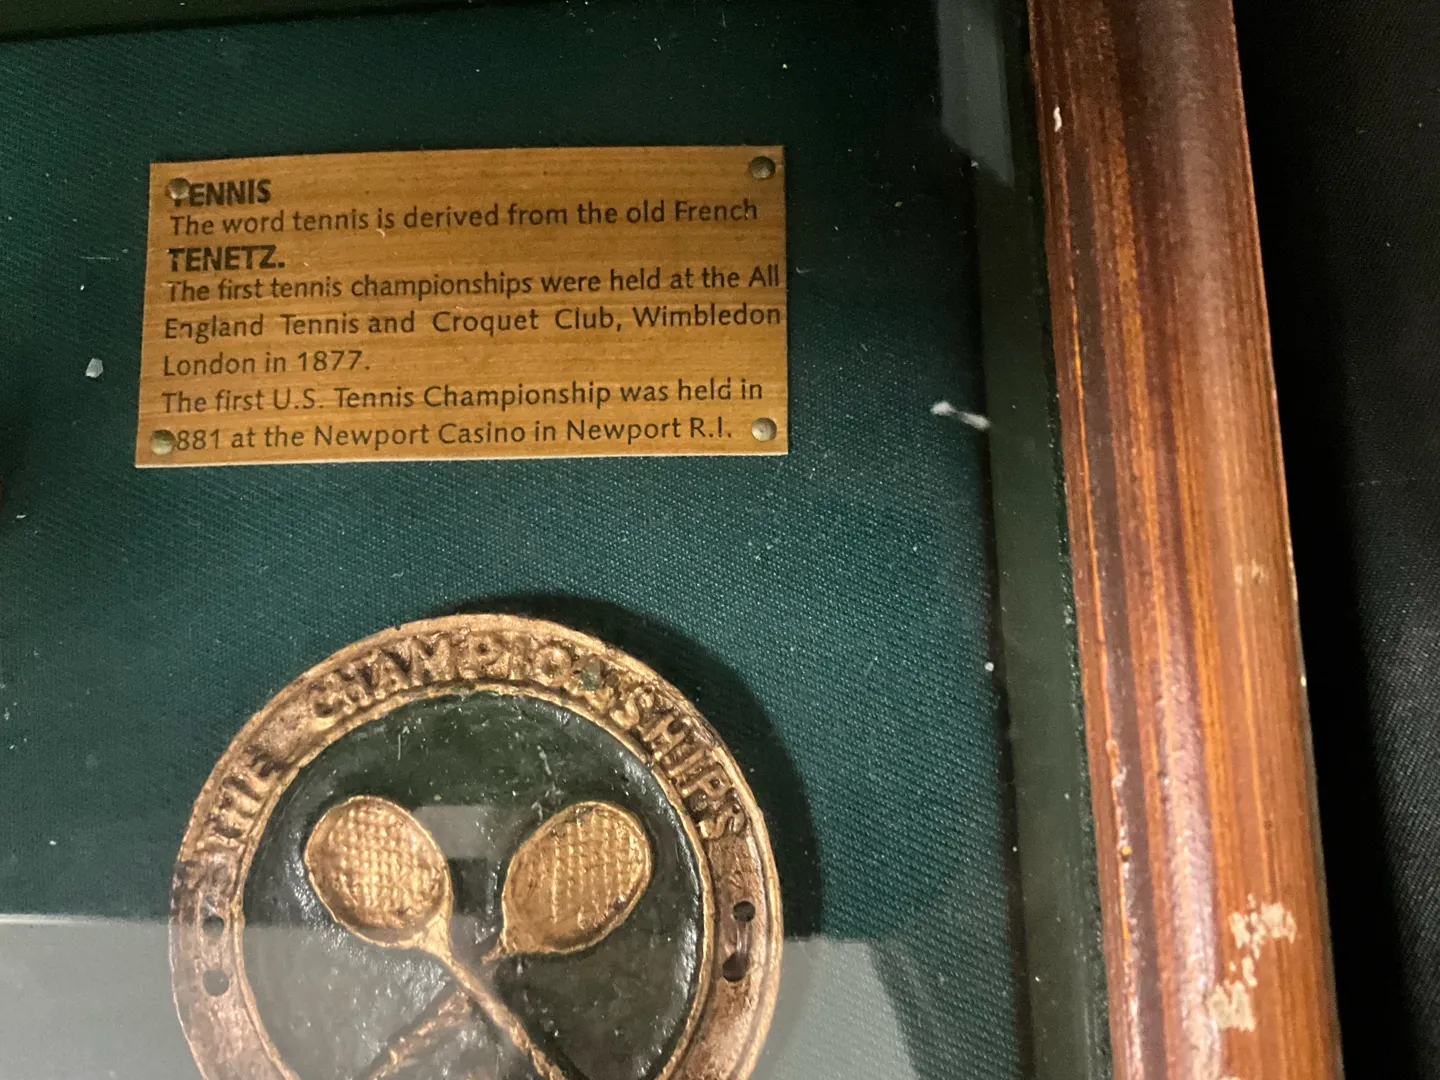 TENNIS
The word tennis is derived from the old French
TENETZ.
The first tennis championships were held at the All
England Tennis and Croquet Club, Wimbledon
London in 1877.
The first U.S. Tennis Championship was held in
1881 at the Newport Casino in Newport R.I.
THE CHAMPIONSHIPS